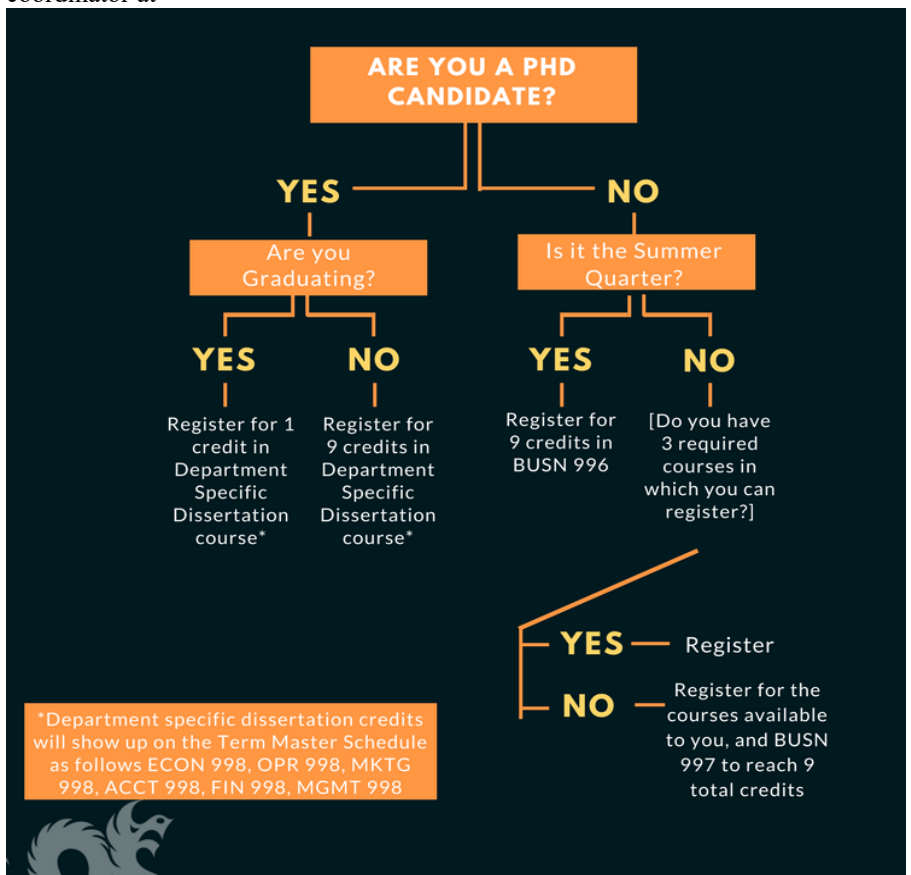 coordinator at
ARE YOU A PHD
CANDIDATE?
YES
NO
Are you
Graduating?
Is it the Summer
Quarter?
YES
NO
YES
NO
Register for 1
credit in
Department
Specific
Dissertation
course*
Register for
9 credits in
Department
Specific
Dissertation
course*
Register for
9 credits in
BUSN 996
[Do you have
3 required
courses in
which you can
register?]
YES
Register
NO
Register for the
courses available
to you, and BUSN
997 to reach 9
total credits
*Department specific dissertation credits
will show up on the Term Master Schedule
as follows ECON 998, OPR 998, MKTG
998, ACCT 998, FIN 998, MGMT 998